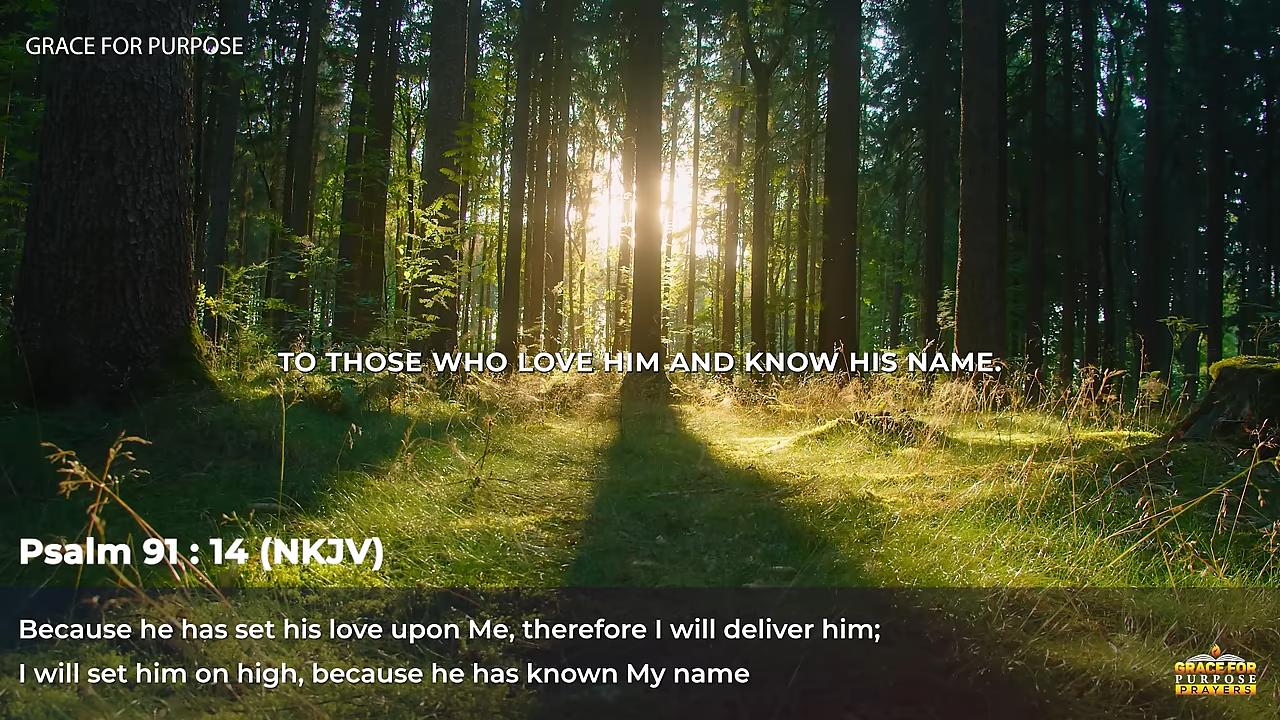 GRACE FOR PURPOSE
TO THOSE WHO LOVE HIM AND KNOW HIS NAME.
Psalm 91 : 14 (NKJV)
Because he has set his love upon Me, therefore I will deliver him;
I will set him on high, because he has known My name
GRACE FOR
PURPOSE
PRAYERS